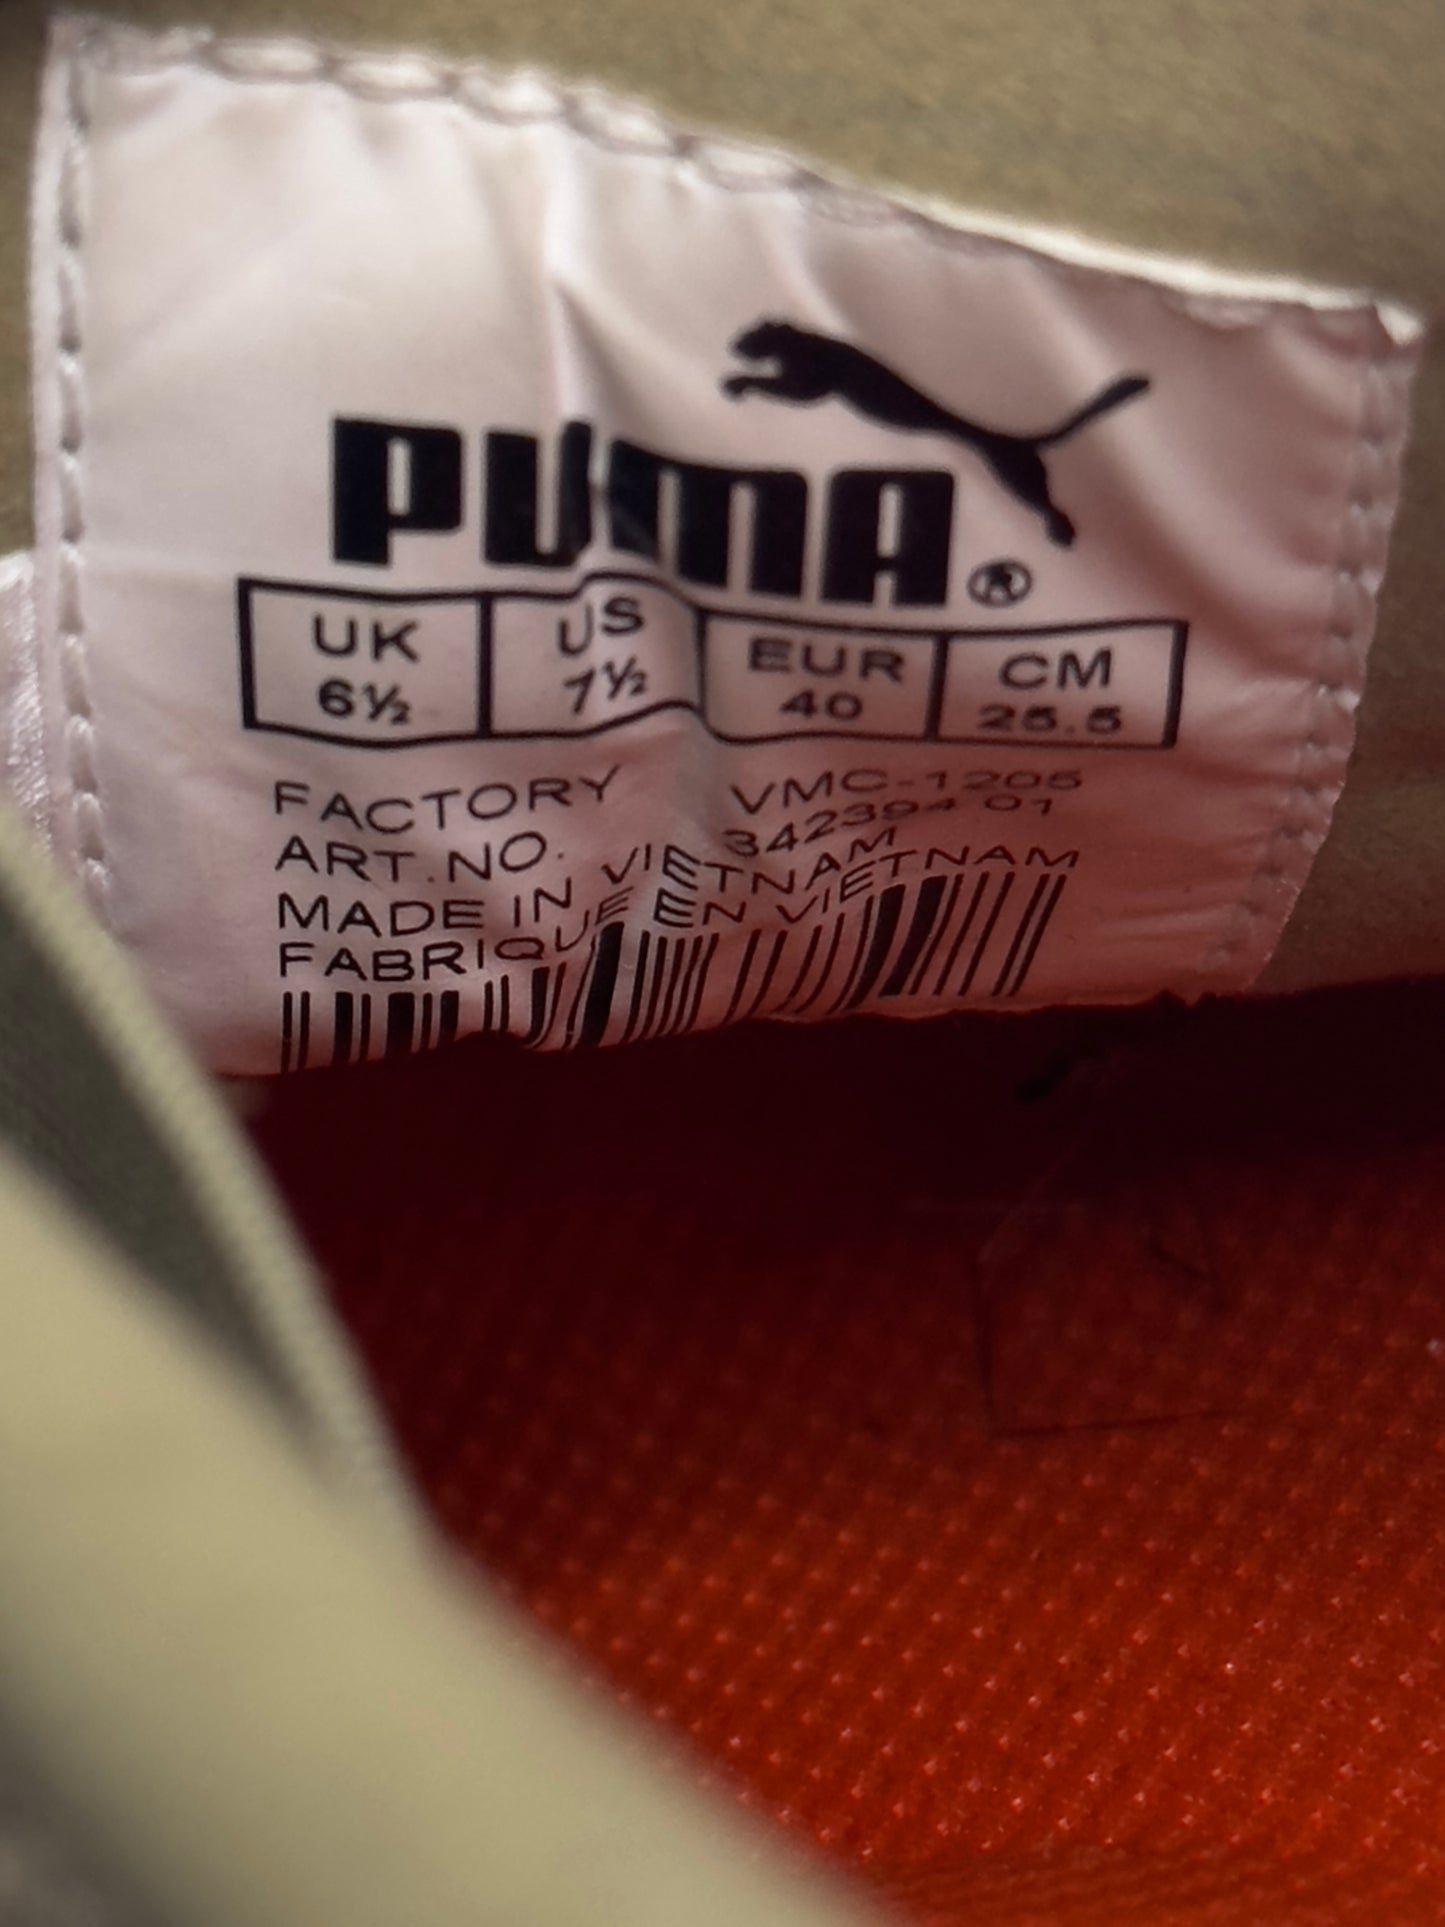 PUMA®
UK US EUR CM
6½ 7½ 40 25.5
FACTORY VMC-1205
ART.NO. 342394 01
MADE IN VIETNAM
FABRIQUE EN VIETNAM